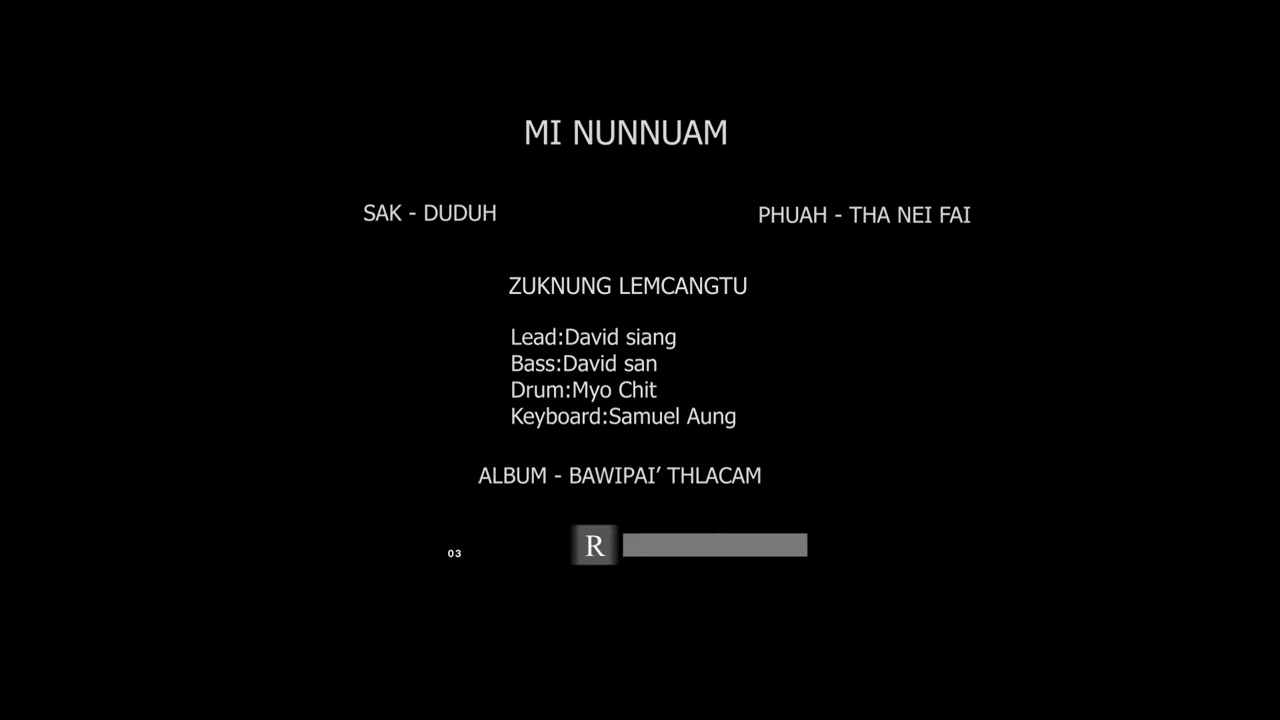 MI NUNNUAM
SAK - DUDUH
PHUAH - THA NEI FAI
ZUKNUNG LEMCANGTU
Lead:David siang
Bass:David san
Drum:Myo Chit
Keyboard:Samuel Aung
ALBUM - BAWIPAI’ THLACAM
03
R